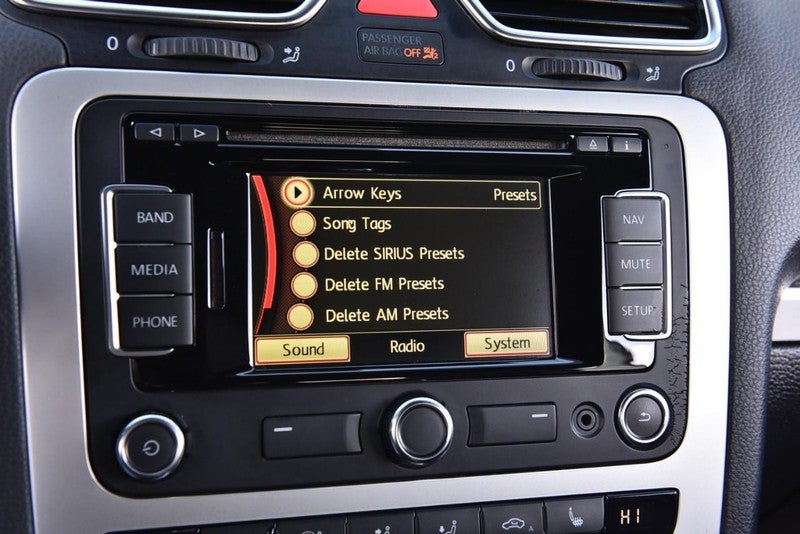 PASSENGER
AIR BAG OFF
0
0
BAND
MEDIA
PHONE
Arrow Keys Presets
Song Tags
Delete SIRIUS Presets
Delete FM Presets
Delete AM Presets
Sound Radio System
NAV
MUTE
SETUP
i
A
HI